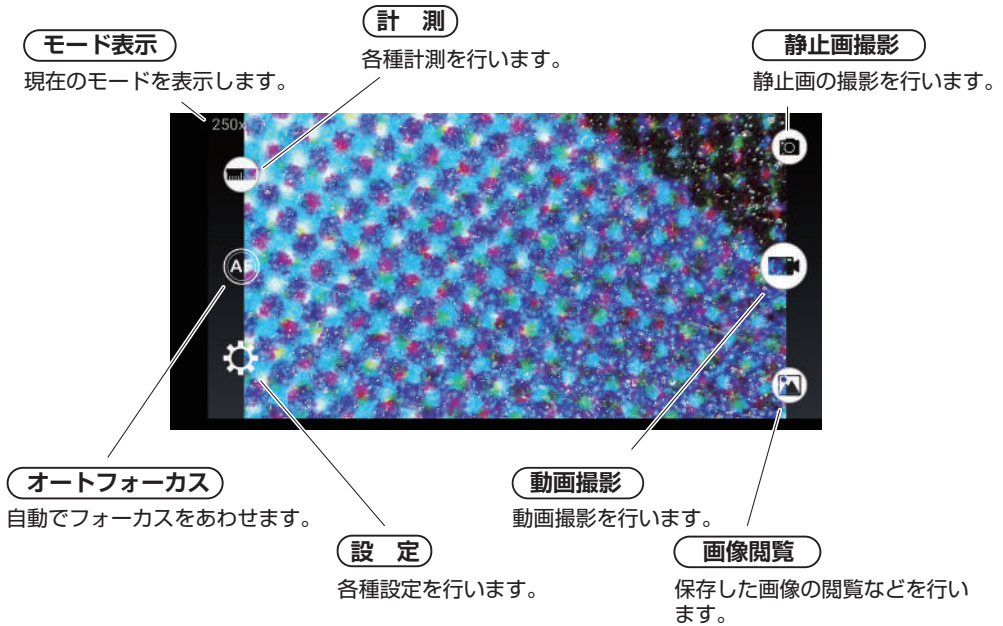 計　測
各種計測を行います。
モード表示
現在のモードを表示します。
静止画撮影
静止画の撮影を行います。
250x
AF
オートフォーカス
自動でフォーカスをあわせます。
動画撮影
動画撮影を行います。
設　定
各種設定を行います。
画像閲覧
保存した画像の閲覧などを行い
ます。